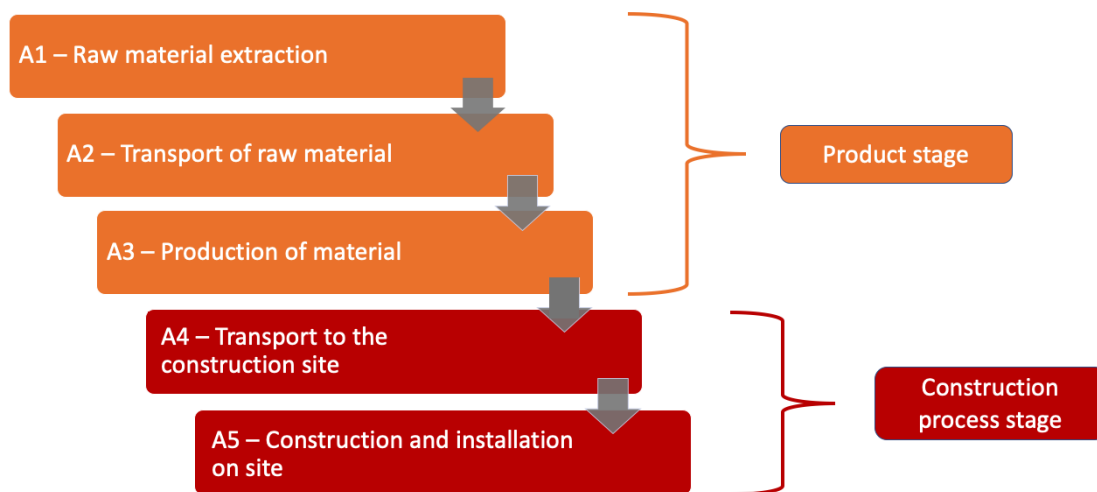 A1 – Raw material extraction
A2 – Transport of raw material
Product stage
A3 – Production of material
A4 – Transport to the
construction site
Construction
process stage
A5 – Construction and installation
on site